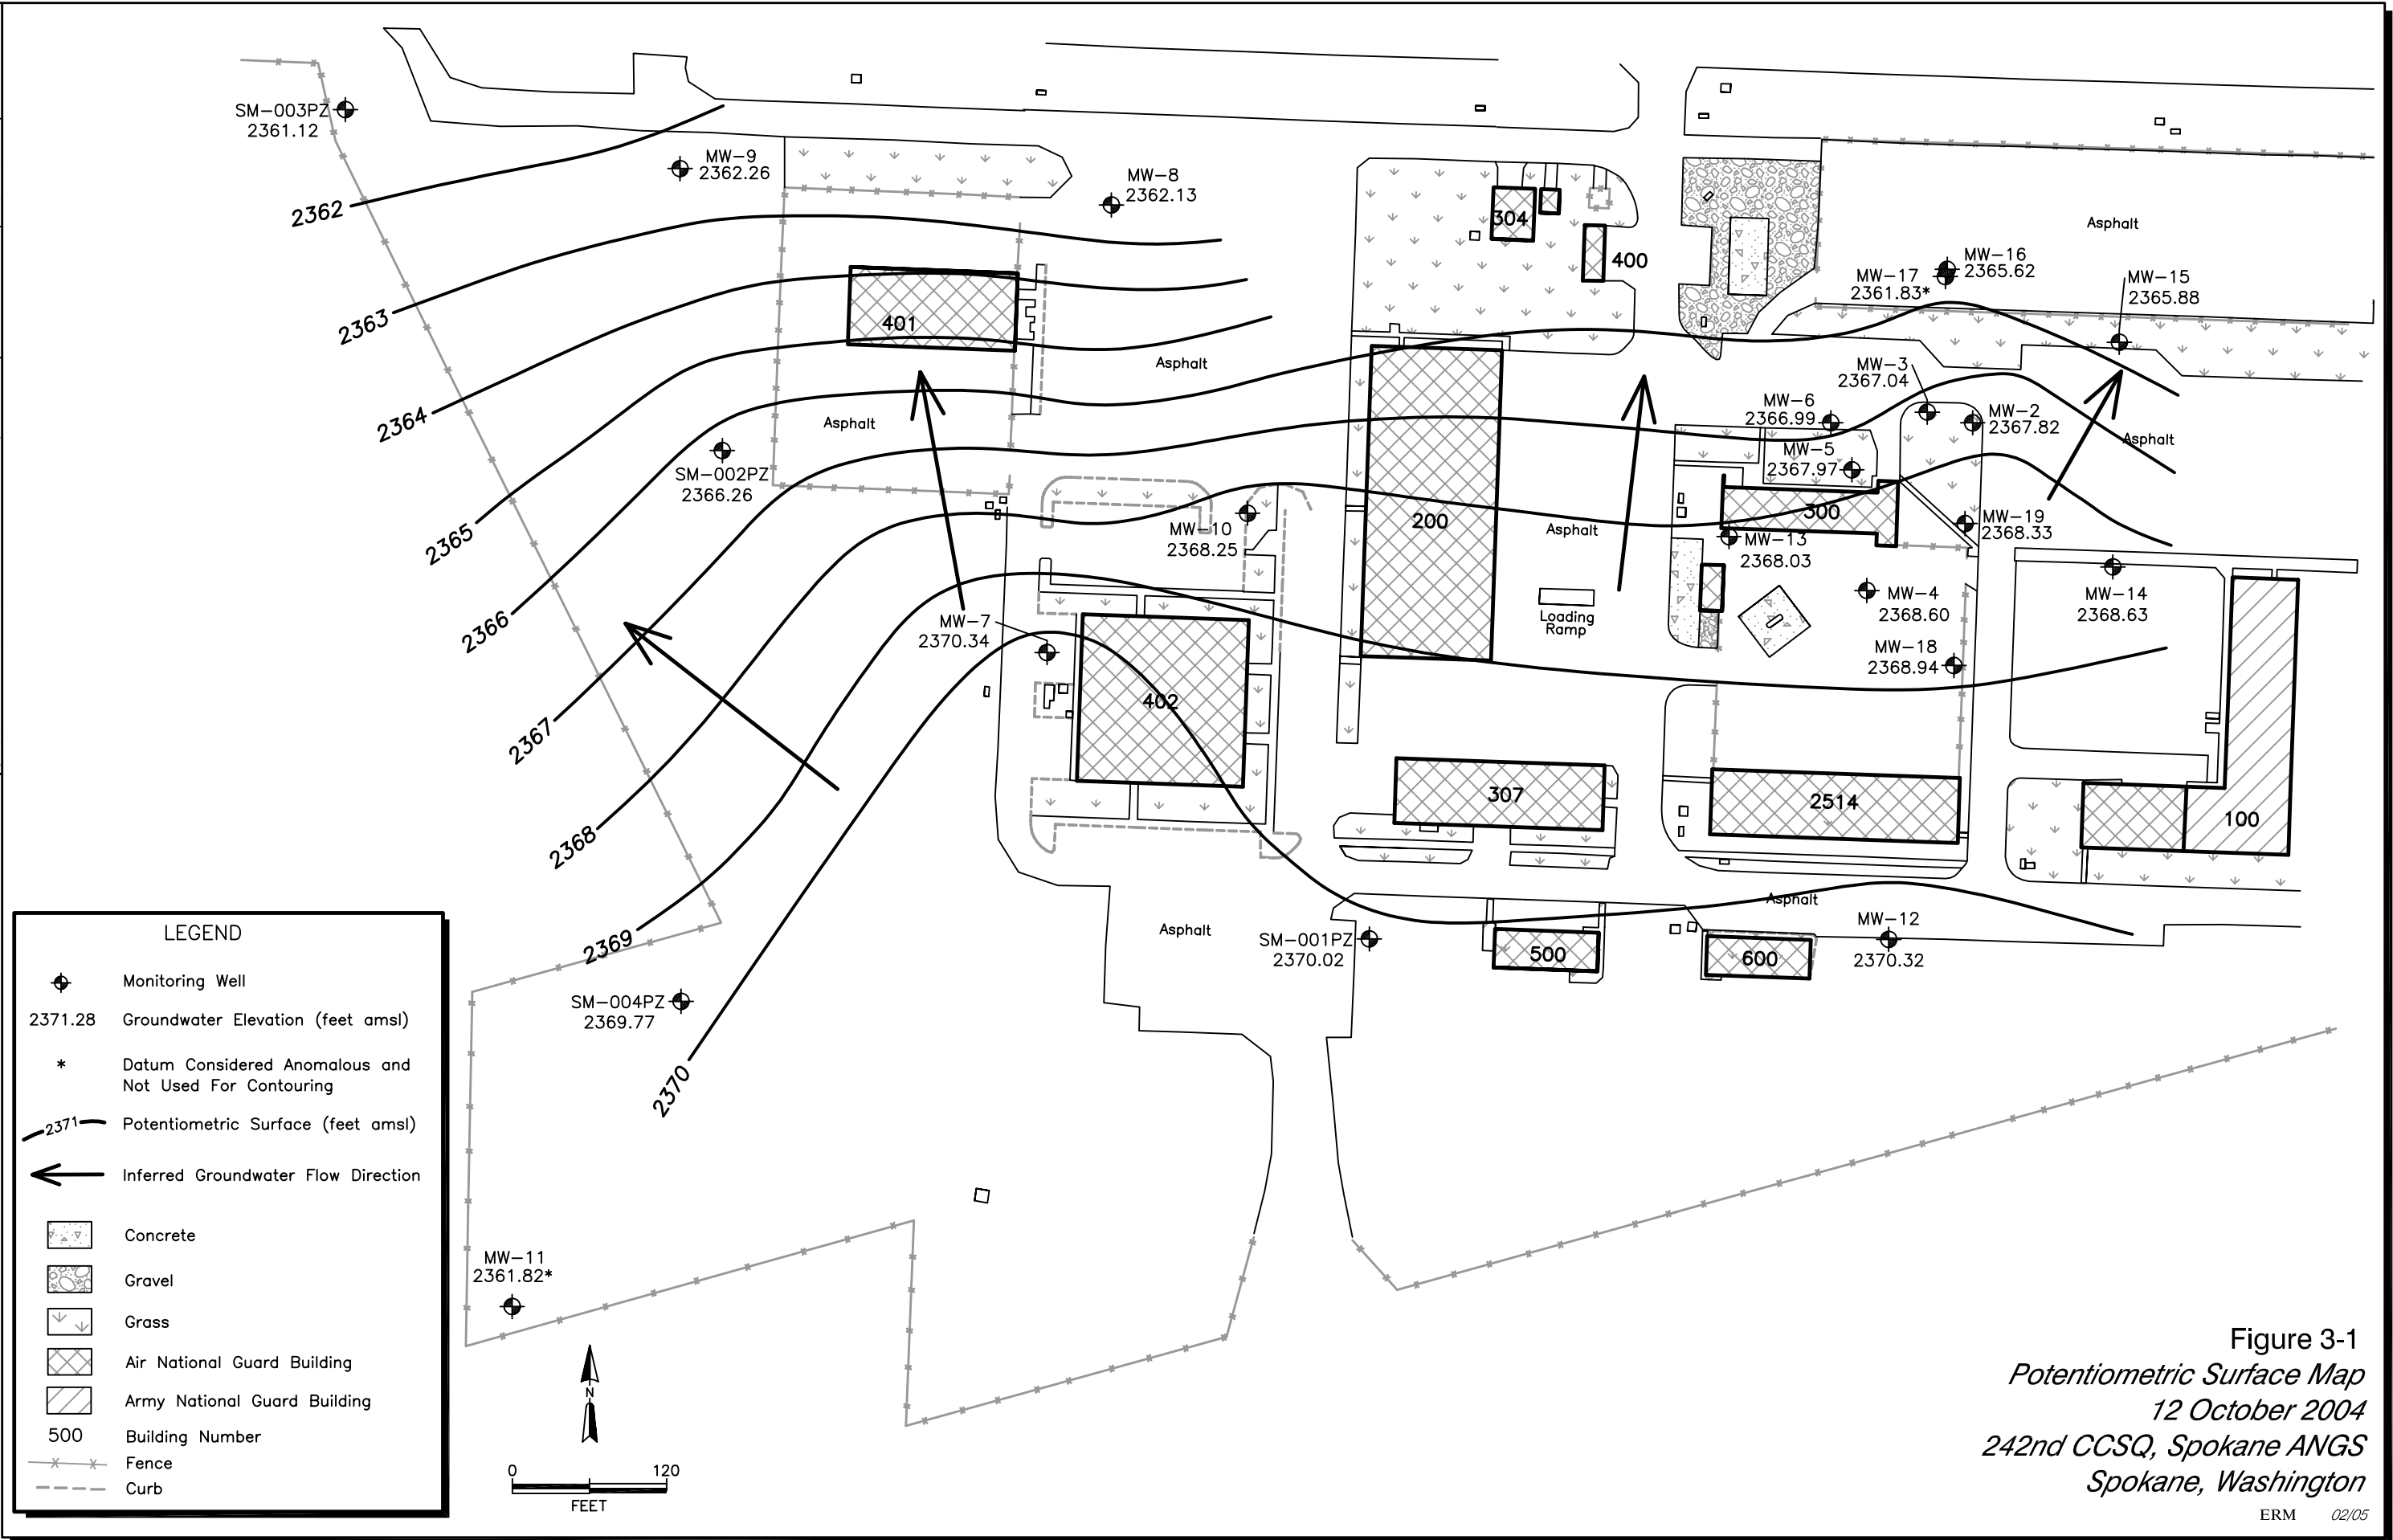 SM-003PZ
2361.12
MW-9
2362.26
MW-8
2362.13
304
400
Asphalt
MW-16
2365.62
MW-17
2361.83*
MW-15
2365.88
2362
2363
2364
2365
2366
2367
2368
2369
2370
401
Asphalt
Asphalt
SM-002PZ
2366.26
MW-3
2367.04
MW-6
2366.99
MW-2
2367.82
Asphalt
MW-5
2367.97
MW-10
2368.25
200
Asphalt
300
MW-19
2368.33
MW-13
2368.03
MW-7
2370.34
Loading
Ramp
MW-4
2368.60
MW-14
2368.63
MW-18
2368.94
402
307
2514
100
Asphalt
Asphalt
SM-001PZ
2370.02
500
600
MW-12
2370.32
SM-004PZ
2369.77
MW-11
2361.82*
LEGEND
Monitoring Well
2371.28 Groundwater Elevation (feet amsl)
* Datum Considered Anomalous and
Not Used For Contouring
2371 Potentiometric Surface (feet amsl)
Inferred Groundwater Flow Direction
Concrete
Gravel
Grass
Air National Guard Building
Army National Guard Building
500 Building Number
Fence
Curb
N
0 120
FEET
Figure 3-1
Potentiometric Surface Map
12 October 2004
242nd CCSQ, Spokane ANGS
Spokane, Washington
ERM 02/05